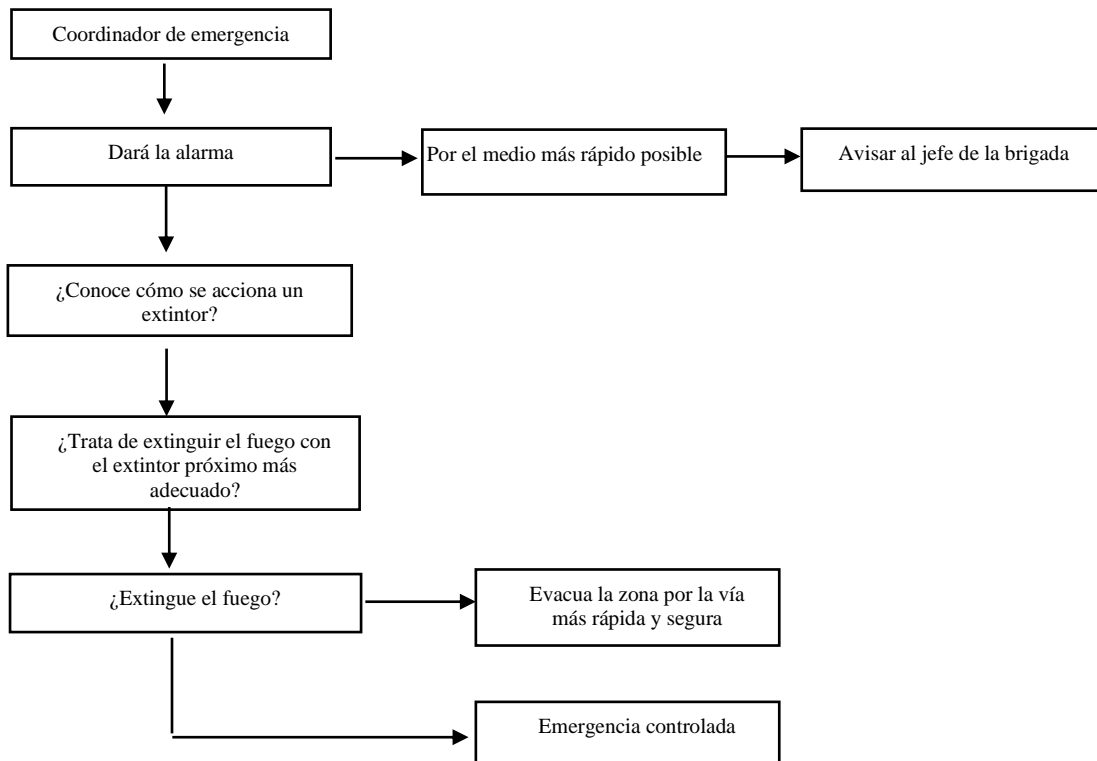 Coordinador de emergencia
Dará la alarma
Por el medio más rápido posible
Avisar al jefe de la brigada
¿Conoce cómo se acciona un
extintor?
¿Trata de extinguir el fuego con
el extintor próximo más
adecuado?
¿Extingue el fuego?
Evacua la zona por la vía
más rápida y segura
Emergencia controlada